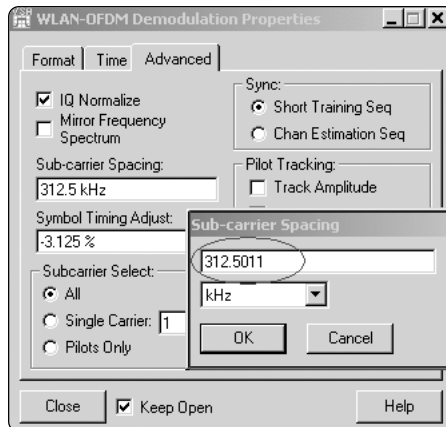 WLAN-OFDM Demodulation Properties
Format Time Advanced
IQ Normalize
Mirror Frequency
Spectrum
Sub-carrier Spacing:
312.5 kHz
Symbol Timing Adjust:
-3.125 %
Subcarrier Select:
All
Single Carrier: 1
Pilots Only
Sync:
Short Training Seq
Chan Estimation Seq
Pilot Tracking:
Track Amplitude
Sub-carrier Spacing
312.5011
kHz
OK Cancel
Close Keep Open Help